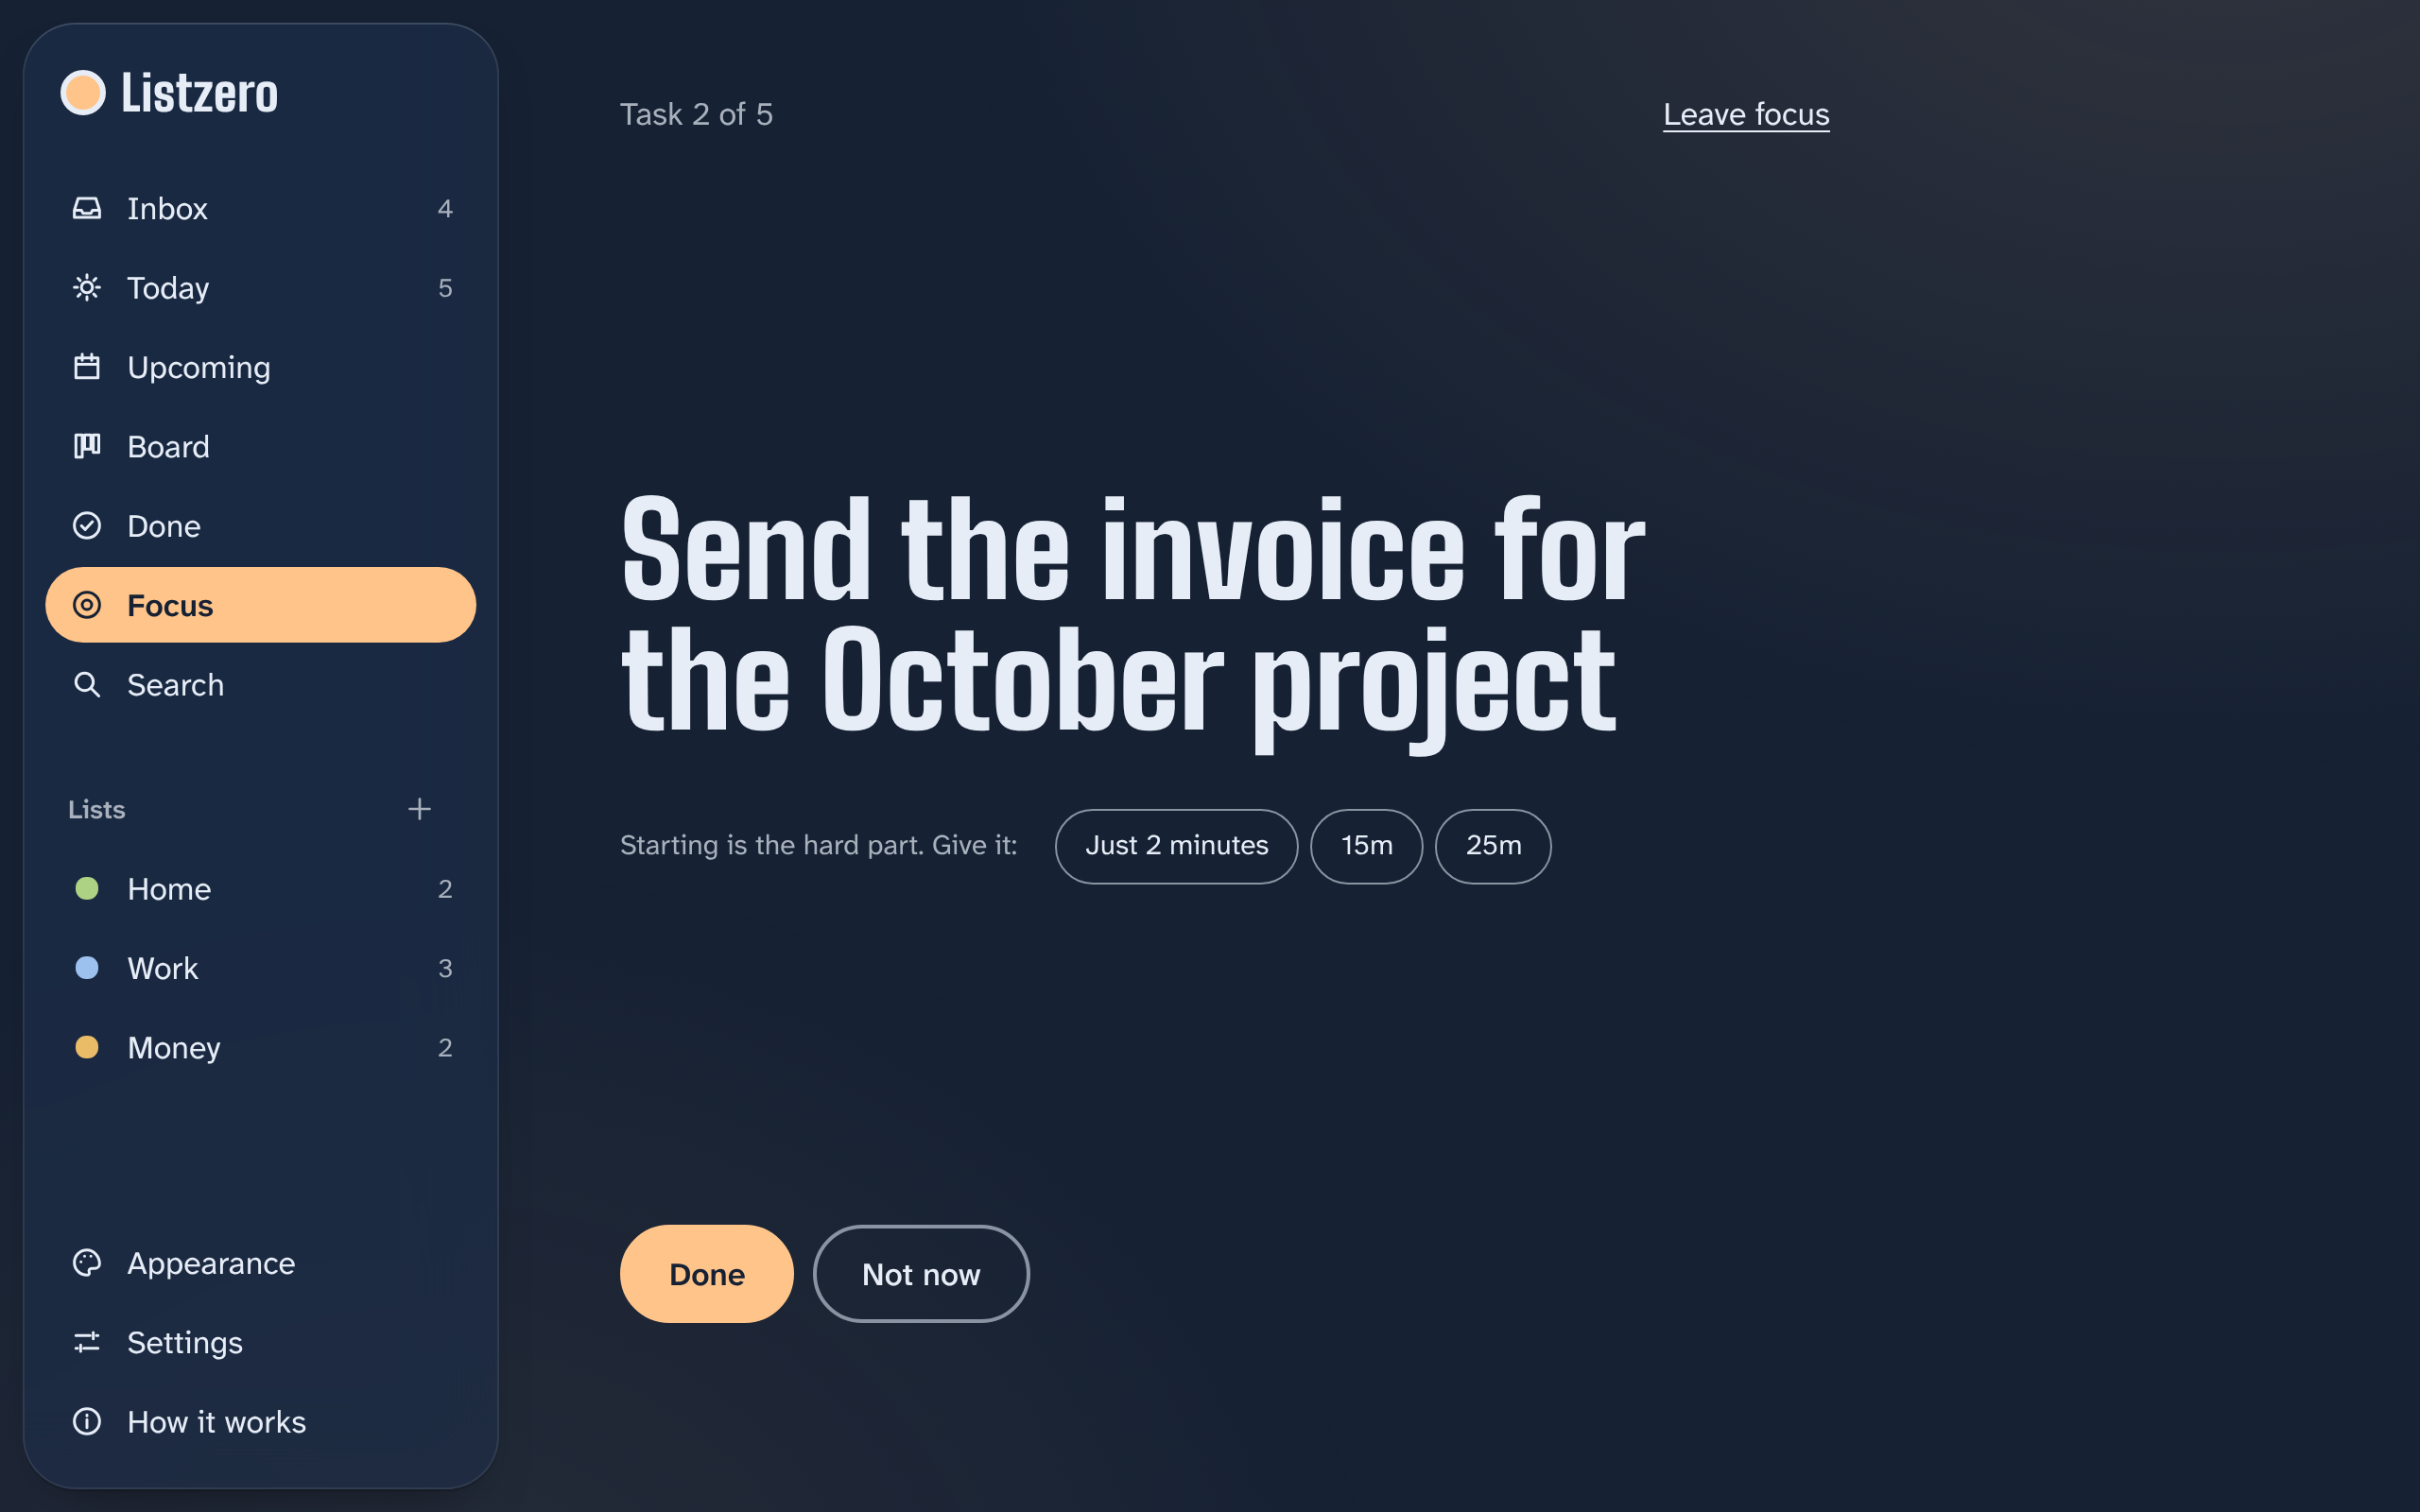 Listzero
Inbox 4
Today 5
Upcoming
Board
Done
Focus
Search
Lists
Home 2
Work 3
Money 2
Appearance
Settings
How it works
Task 2 of 5
Leave focus
Send the invoice for
the October project
Starting is the hard part. Give it: Just 2 minutes 15m 25m
Done Not now